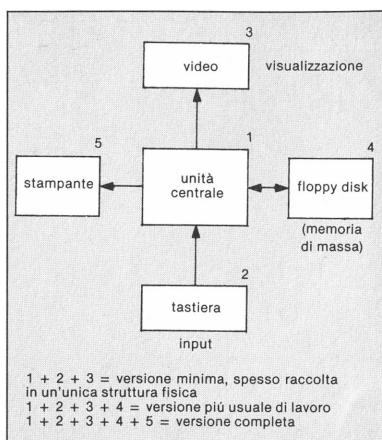 3
video
visualizzazione
5
1
4
stampante
unità
centrale
floppy disk
(memoria
di massa)
2
tastiera
input
1 + 2 + 3 = versione minima, spesso raccolta
in un'unica struttura fisica
1 + 2 + 3 + 4 = versione piú usuale di lavoro
1 + 2 + 3 + 4 + 5 = versione completa